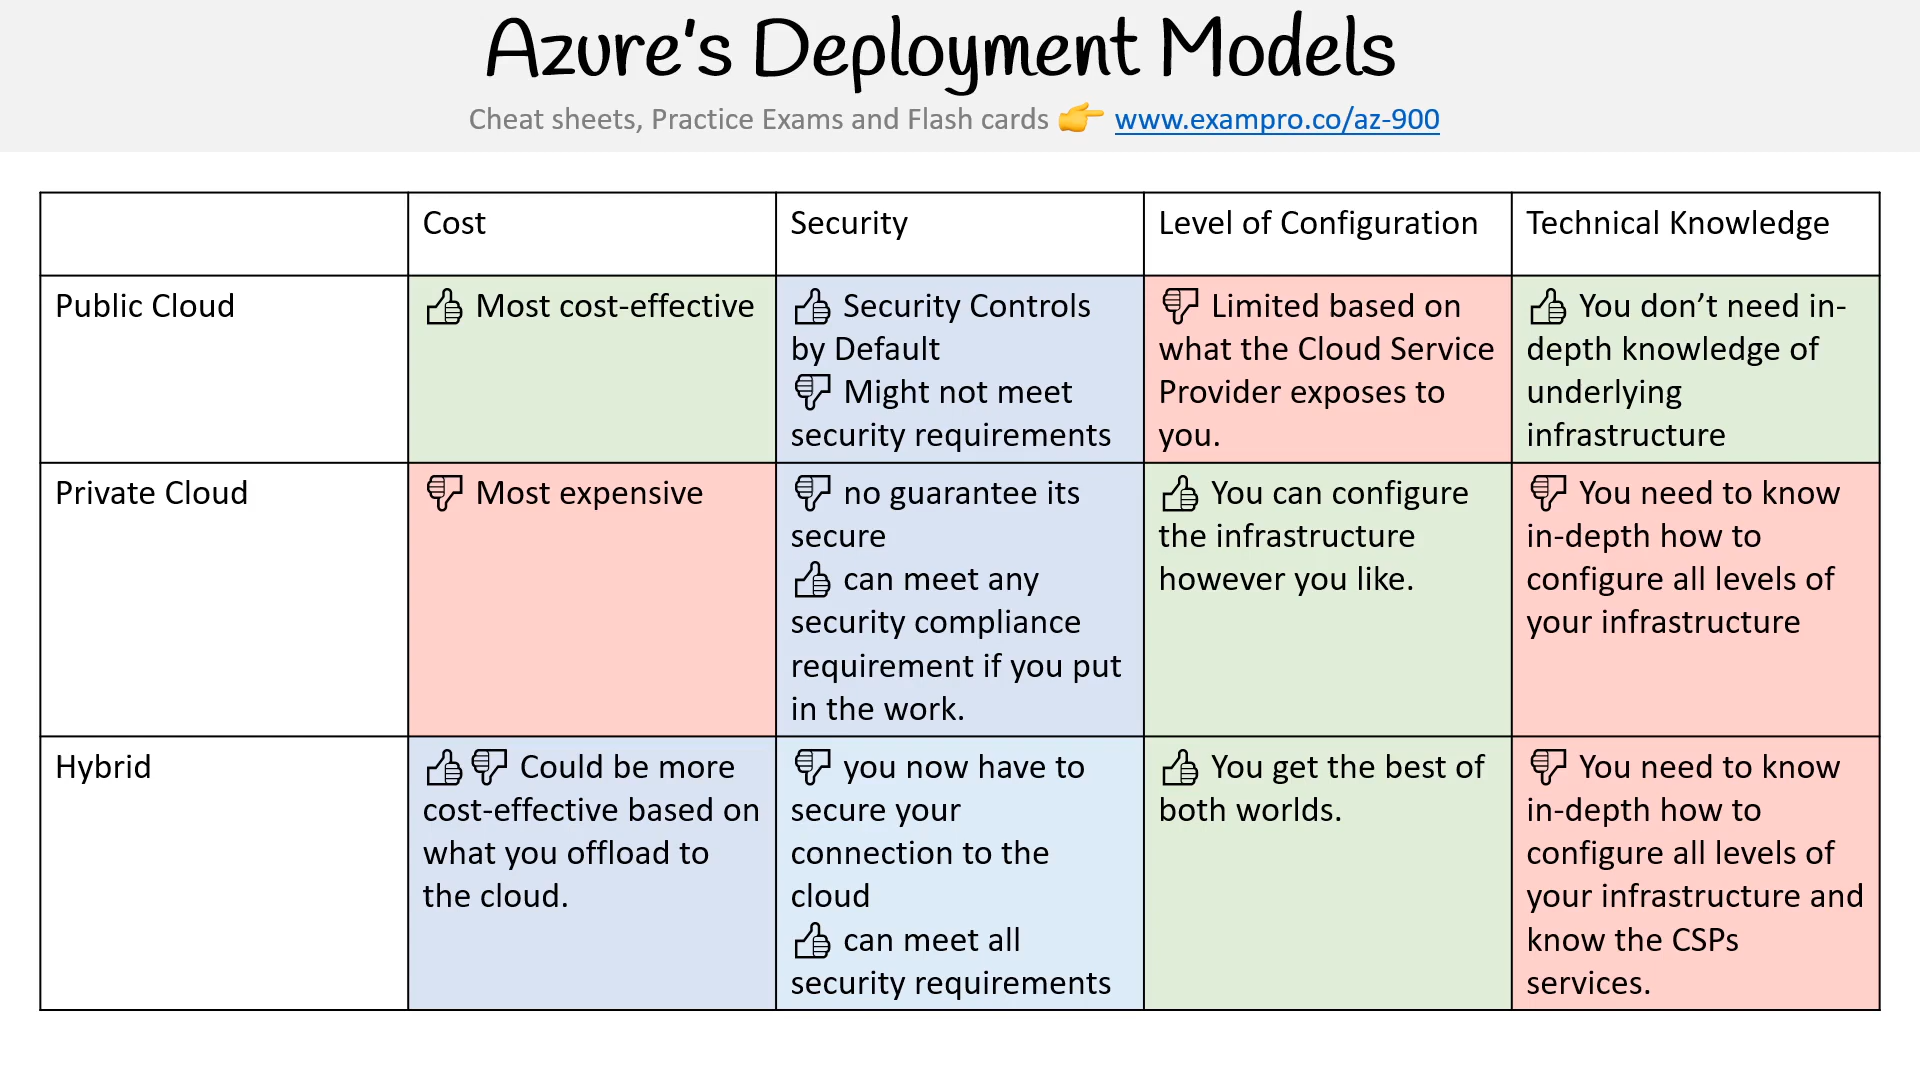 Azure's Deployment Models
Cheat sheets, Practice Exams and Flash cards 👉 www.exampro.co/az-900
Cost
Security
Level of Configuration
Technical Knowledge
Public Cloud
👍 Most cost-effective
👍 Security Controls
by Default
👎 Might not meet
security requirements
👎 Limited based on
what the Cloud Service
Provider exposes to
you.
👍 You don’t need in-
depth knowledge of
underlying
infrastructure
Private Cloud
👎 Most expensive
👎 no guarantee its
secure
👍 can meet any
security compliance
requirement if you put
in the work.
👍 You can configure
the infrastructure
however you like.
👎 You need to know
in-depth how to
configure all levels of
your infrastructure
Hybrid
👍👎 Could be more
cost-effective based on
what you offload to
the cloud.
👎 you now have to
secure your
connection to the
cloud
👍 can meet all
security requirements
👍 You get the best of
both worlds.
👎 You need to know
in-depth how to
configure all levels of
your infrastructure and
know the CSPs
services.